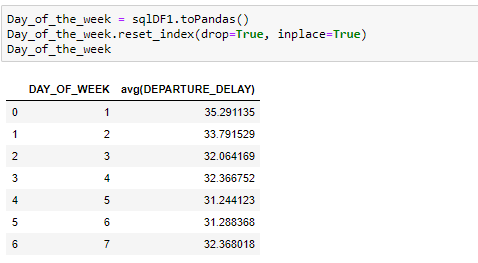 Day_of_the_week = sqlDF1.toPandas()
Day_of_the_week.reset_index(drop=True, inplace=True)
Day_of_the_week
DAY_OF_WEEK avg(DEPARTURE_DELAY)
0 1 35.291135
1 2 33.791529
2 3 32.064169
3 4 32.366752
4 5 31.244123
5 6 31.288368
6 7 32.368018